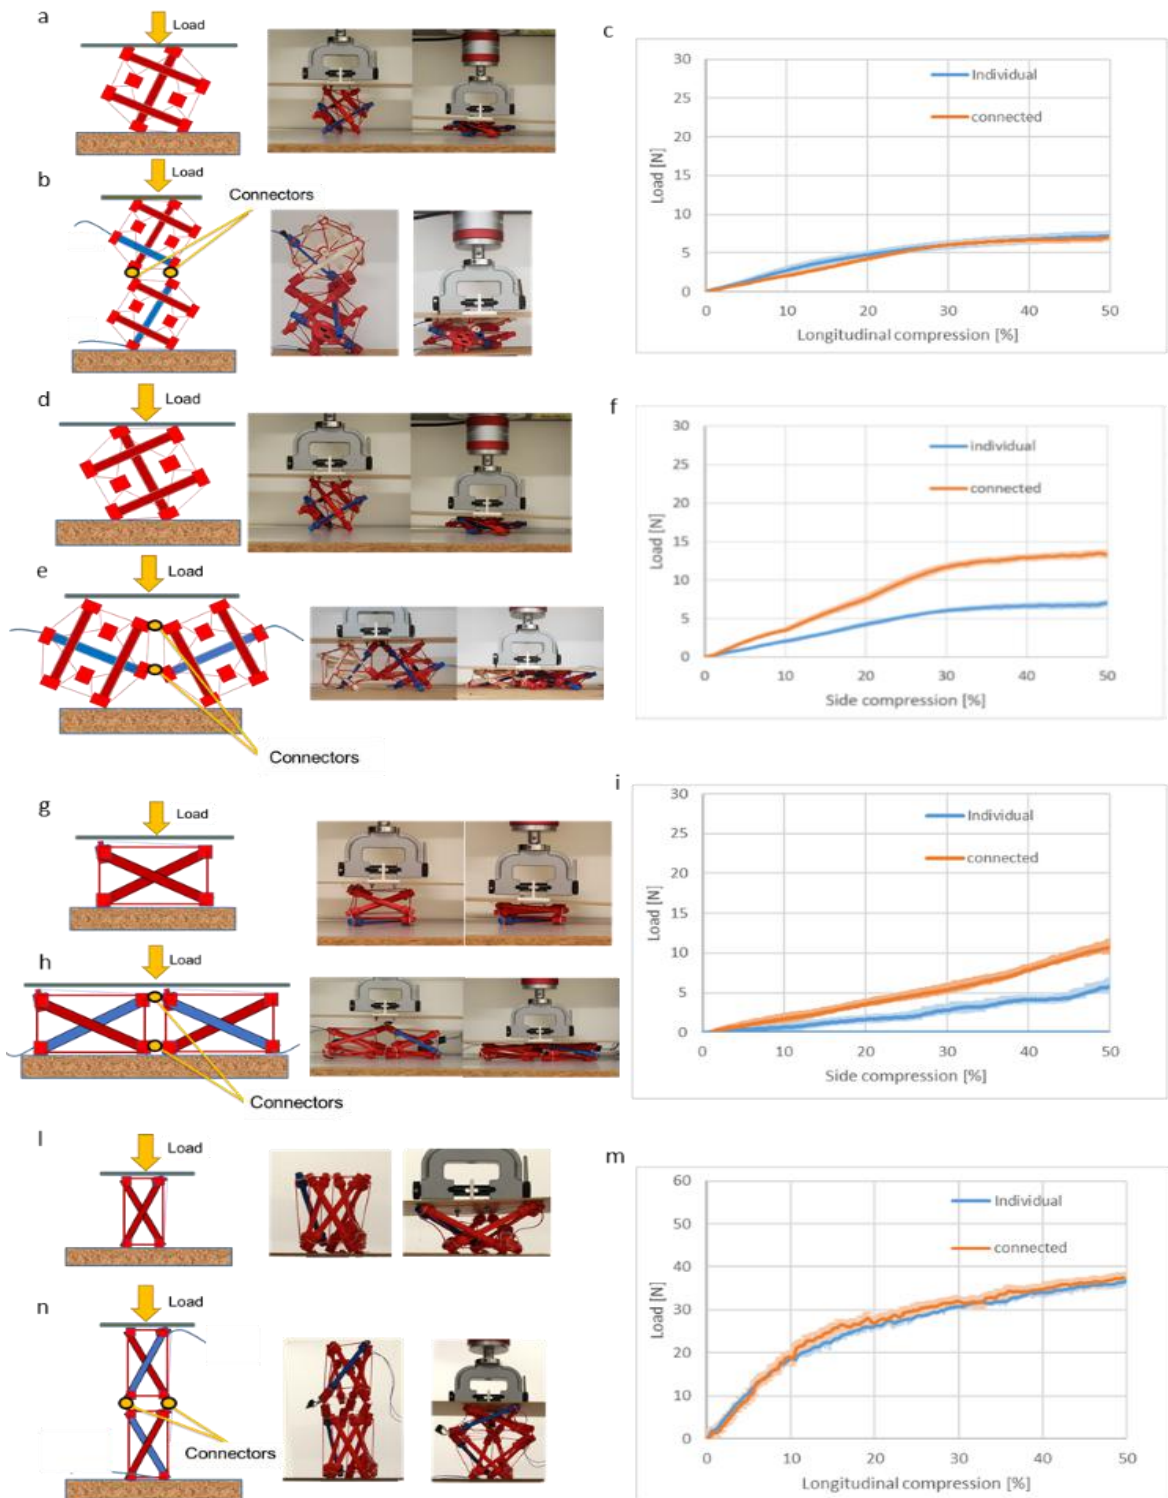 a
Load
b
Load
Connectors
c
30
25
20
15
10
5
0
Load [N]
Individual
connected
0 10 20 30 40 50
Longitudinal compression [%]
d
Load
e
Load
Connectors
f
30
25
20
15
10
5
0
Load [N]
individual
connected
0 10 20 30 40 50
Side compression [%]
g
Load
h
Load
Connectors
i
30
25
20
15
10
5
0
Load [N]
Individual
connected
10 20 30 40 50
Side compression [%]
l
Load
n
Load
Connectors
m
60
50
40
30
20
10
0
Load [N]
Individual
connected
0 10 20 30 40 50
Longitudinal compression [%]